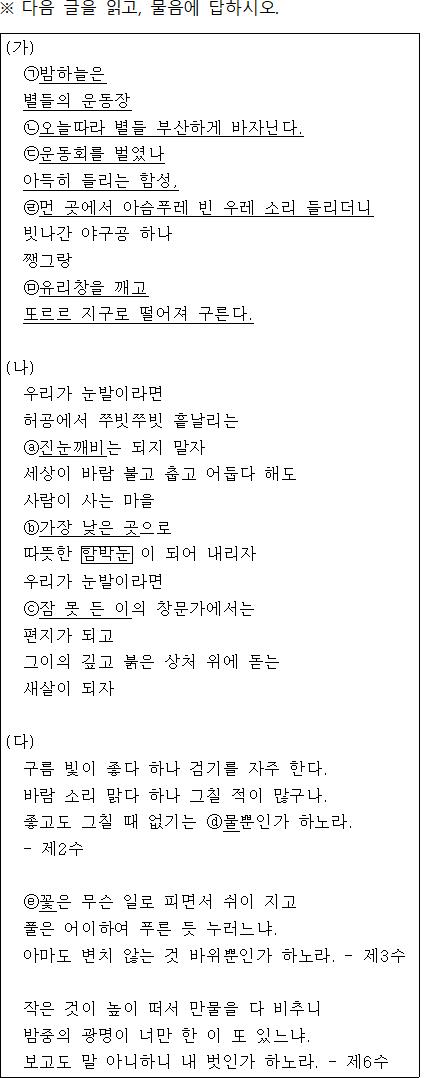 ※ 다음 글을 읽고, 물음에 답하시오.
(가)
㉠밤하늘은
별들의 운동장
㉡오늘따라 별들 부산하게 바자닌다.
㉢운동회를 벌였나
아득히 들리는 함성,
㉣먼 곳에서 아슴푸레 빈 우레 소리 들리더니
빗나간 야구공 하나
쨍그랑
㉤유리창을 깨고
또르르 지구로 떨어져 구른다.
(나)
우리가 눈발이라면
허공에서 쭈빗쭈빗 흩날리는
ⓐ진눈깨비는 되지 말자
세상이 바람 불고 춥고 어둡다 해도
사람이 사는 마을
ⓑ가장 낮은 곳으로
따뜻한 함박눈 이 되어 내리자
우리가 눈발이라면
ⓒ잠 못 든 이의 창문가에서는
편지가 되고
그이의 깊고 붉은 상처 위에 돋는
새살이 되자
(다)
구름 빛이 좋다 하나 검기를 자주 한다.
바람 소리 맑다 하나 그칠 적이 많구나.
좋고도 그칠 때 없기는 ⓓ물뿐인가 하노라.
- 제2수
ⓔ꽃은 무슨 일로 피면서 쉬이 지고
풀은 어이하여 푸른 듯 누러느냐.
아마도 변치 않는 것 바위뿐인가 하노라. - 제3수
작은 것이 높이 떠서 만물을 다 비추니
밤중의 광명이 너만 한 이 또 있느냐.
보고도 말 아니하니 내 벗인가 하노라. - 제6수